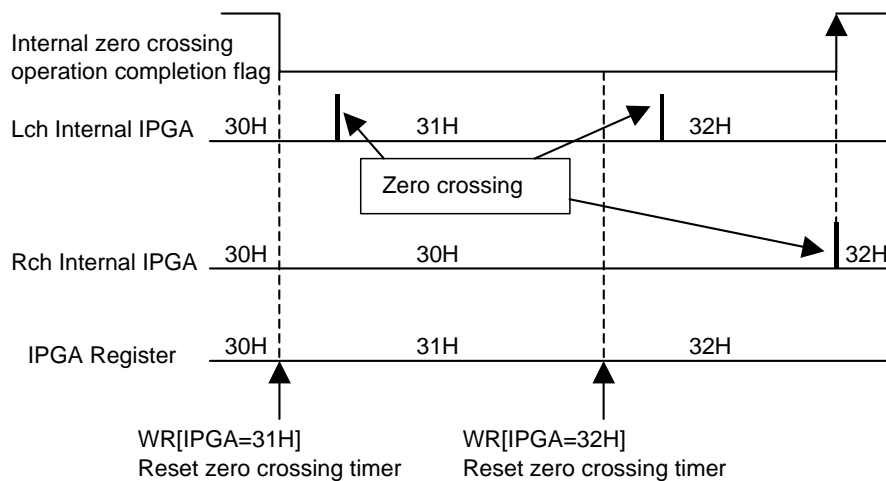 Internal zero crossing
operation completion flag
Lch Internal IPGA
30H
31H
32H
Zero crossing
Rch Internal IPGA
30H
30H
32H
IPGA Register
30H
31H
32H
WR[IPGA=31H]
Reset zero crossing timer
WR[IPGA=32H]
Reset zero crossing timer